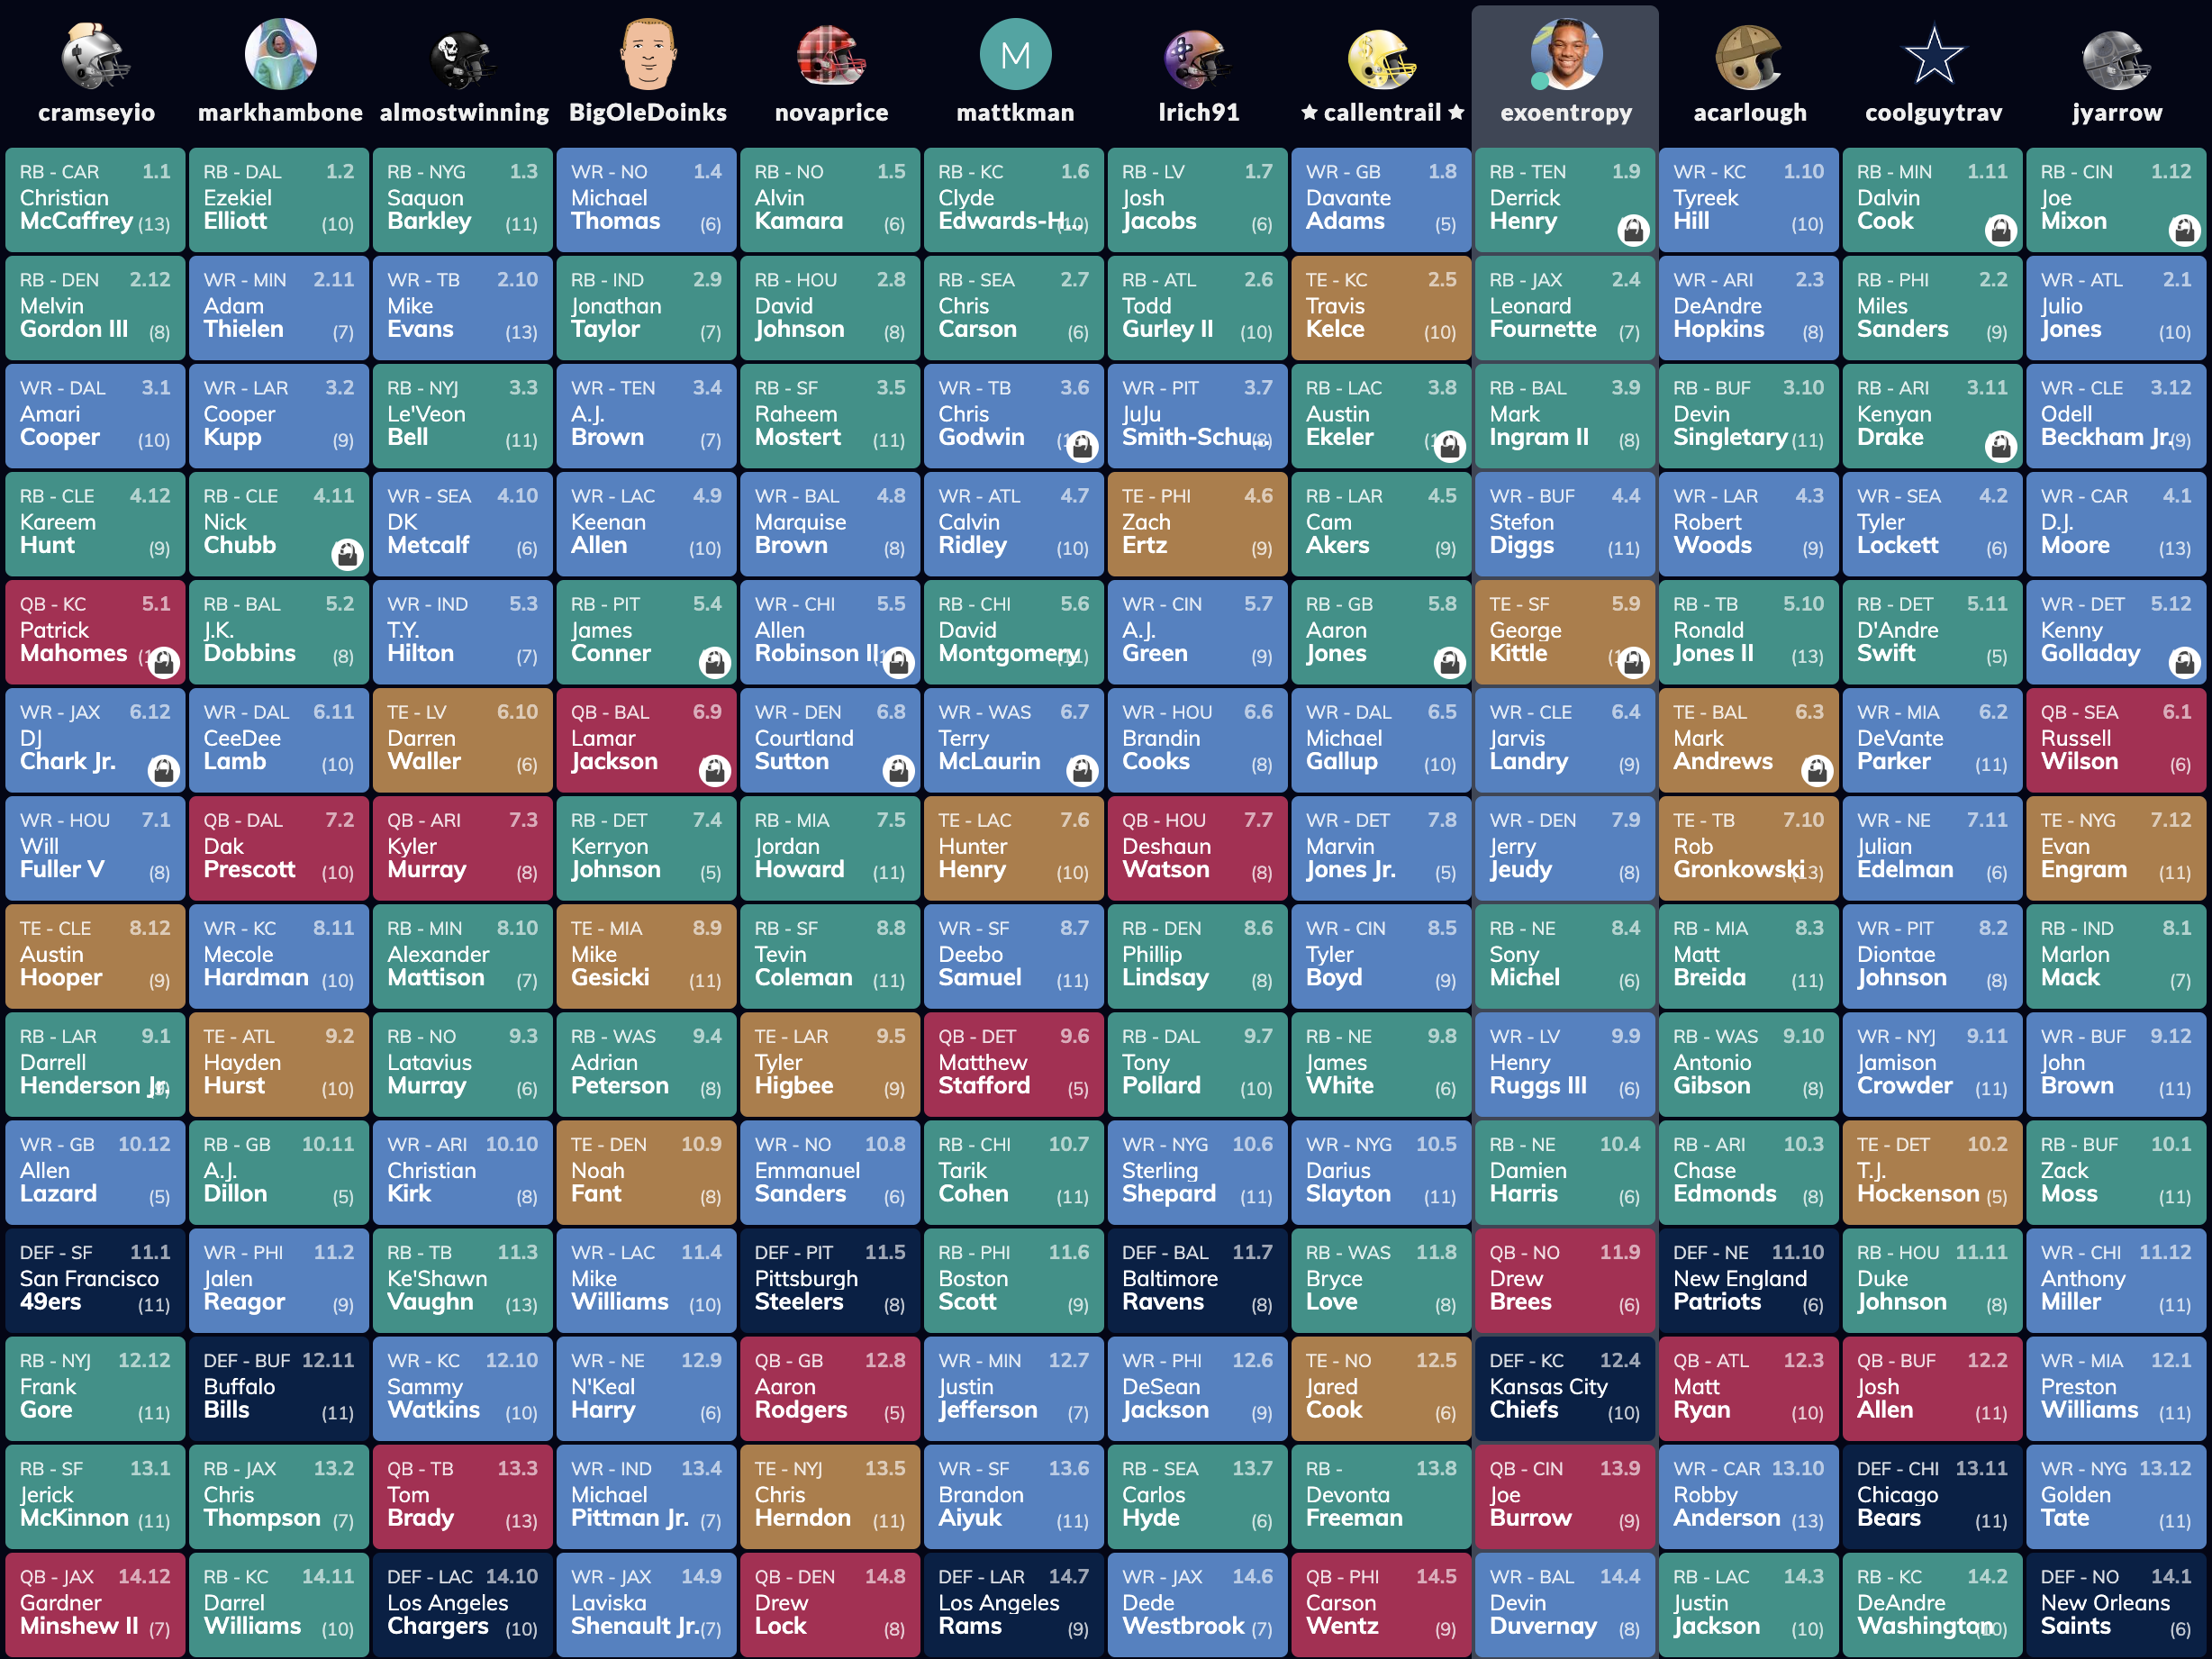 cramseyio markhambone almostwinning BigOleDoinks novaprice mattkman lrich91 ★ callentrail ★ exoentropy acarlough coolguytrav jyarrow
M
RB - CAR 1.1 RB - DAL 1.2 RB - NYG 1.3 WR - NO 1.4 RB - NO 1.5 RB - KC 1.6 RB - LV 1.7 WR - GB 1.8 RB - TEN 1.9 WR - KC 1.10 RB - MIN 1.11 RB - CIN 1.12
Christian Ezekiel Saquon Michael Alvin Clyde Josh Davante Derrick Tyreek Dalvin Joe
McCaffrey (13) Elliott (10) Barkley (11) Thomas (6) Kamara (6) Edwards-H... (10) Jacobs (6) Adams (5) Henry Hill (10) Cook Mixon
RB - DEN 2.12 WR - MIN 2.11 WR - TB 2.10 RB - IND 2.9 RB - HOU 2.8 RB - SEA 2.7 RB - ATL 2.6 TE - KC 2.5 RB - JAX 2.4 WR - ARI 2.3 RB - PHI 2.2 WR - ATL 2.1
Melvin Adam Mike Jonathan David Chris Todd Travis Leonard DeAndre Miles Julio
Gordon III (8) Thielen (7) Evans (13) Taylor (7) Johnson (8) Carson (6) Gurley II (10) Kelce (10) Fournette (7) Hopkins (8) Sanders (9) Jones (10)
WR - DAL 3.1 WR - LAR 3.2 RB - NYJ 3.3 WR - TEN 3.4 RB - SF 3.5 WR - TB 3.6 WR - PIT 3.7 RB - LAC 3.8 RB - BAL 3.9 RB - BUF 3.10 RB - ARI 3.11 WR - CLE 3.12
Amari Cooper Le'Veon A.J. Raheem Chris JuJu Austin Mark Devin Kenyan Odell
Cooper (10) Kupp (9) Bell (11) Brown (7) Mostert (11) Godwin Smith-Schu... (8) Ekeler Ingram II (8) Singletary (11) Drake Beckham Jr. (9)
RB - CLE 4.12 RB - CLE 4.11 WR - SEA 4.10 WR - LAC 4.9 WR - BAL 4.8 WR - ATL 4.7 TE - PHI 4.6 RB - LAR 4.5 WR - BUF 4.4 WR - LAR 4.3 WR - SEA 4.2 WR - CAR 4.1
Kareem Nick DK Keenan Marquise Calvin Zach Cam Stefon Robert Tyler D.J.
Hunt (9) Chubb Metcalf (6) Allen (10) Brown (8) Ridley (10) Ertz (9) Akers (9) Diggs (11) Woods (9) Lockett (6) Moore (13)
QB - KC 5.1 RB - BAL 5.2 WR - IND 5.3 RB - PIT 5.4 WR - CHI 5.5 RB - CHI 5.6 WR - CIN 5.7 RB - GB 5.8 TE - SF 5.9 RB - TB 5.10 RB - DET 5.11 WR - DET 5.12
Patrick J.K. T.Y. James Allen David A.J. Aaron George Ronald D'Andre Kenny
Mahomes Dobbins (8) Hilton (7) Conner Robinson II Montgomery (11) Green (9) Jones Kittle Jones II (13) Swift (5) Golladay
WR - JAX 6.12 WR - DAL 6.11 TE - LV 6.10 QB - BAL 6.9 WR - DEN 6.8 WR - WAS 6.7 WR - HOU 6.6 WR - DAL 6.5 WR - CLE 6.4 TE - BAL 6.3 WR - MIA 6.2 QB - SEA 6.1
DJ CeeDee Darren Lamar Courtland Terry Brandin Michael Jarvis Mark DeVante Russell
Chark Jr. Lamb (10) Waller (6) Jackson Sutton McLaurin Cooks (8) Gallup (10) Landry (9) Andrews Parker (11) Wilson (6)
WR - HOU 7.1 QB - DAL 7.2 QB - ARI 7.3 RB - DET 7.4 RB - MIA 7.5 TE - LAC 7.6 QB - HOU 7.7 WR - DET 7.8 WR - DEN 7.9 TE - TB 7.10 WR - NE 7.11 TE - NYG 7.12
Will Dak Kyler Kerryon Jordan Hunter Deshaun Marvin Jerry Rob Julian Evan
Fuller V (8) Prescott (10) Murray (8) Johnson (5) Howard (11) Henry (10) Watson (8) Jones Jr. (5) Jeudy (8) Gronkowski (13) Edelman (6) Engram (11)
TE - CLE 8.12 WR - KC 8.11 RB - MIN 8.10 TE - MIA 8.9 RB - SF 8.8 WR - SF 8.7 RB - DEN 8.6 WR - CIN 8.5 RB - NE 8.4 RB - MIA 8.3 WR - PIT 8.2 RB - IND 8.1
Austin Mecole Alexander Mike Tevin Deebo Phillip Tyler Sony Matt Diontae Marlon
Hooper (9) Hardman (10) Mattison (7) Gesicki (11) Coleman (11) Samuel (11) Lindsay (8) Boyd (9) Michel (6) Breida (11) Johnson (8) Mack (7)
RB - LAR 9.1 TE - ATL 9.2 RB - NO 9.3 RB - WAS 9.4 TE - LAR 9.5 QB - DET 9.6 RB - DAL 9.7 RB - NE 9.8 WR - LV 9.9 RB - WAS 9.10 WR - NYJ 9.11 WR - BUF 9.12
Darrell Hayden Latavius Adrian Tyler Matthew Tony James Henry Antonio Jamison John
Henderson Jr. (9) Hurst (10) Murray (6) Peterson (8) Higbee (9) Stafford (5) Pollard (10) White (6) Ruggs III (6) Gibson (8) Crowder (11) Brown (11)
WR - GB 10.12 RB - GB 10.11 WR - ARI 10.10 TE - DEN 10.9 WR - NO 10.8 RB - CHI 10.7 WR - NYG 10.6 WR - NYG 10.5 RB - NE 10.4 RB - ARI 10.3 TE - DET 10.2 RB - BUF 10.1
Allen A.J. Christian Noah Emmanuel Tarik Sterling Darius Damien Chase T.J. Zack
Lazard (5) Dillon (5) Kirk (8) Fant (8) Sanders (6) Cohen (11) Shepard (11) Slayton (11) Harris (6) Edmonds (8) Hockenson (5) Moss (11)
DEF - SF 11.1 WR - PHI 11.2 RB - TB 11.3 WR - LAC 11.4 DEF - PIT 11.5 RB - PHI 11.6 DEF - BAL 11.7 RB - WAS 11.8 QB - NO 11.9 DEF - NE 11.10 RB - HOU 11.11 WR - CHI 11.12
San Francisco Jalen Ke'Shawn Mike Pittsburgh Boston Baltimore Bryce Drew New England Duke Anthony
49ers (11) Reagor (9) Vaughn (13) Williams (10) Steelers (8) Scott (9) Ravens (8) Love (8) Brees (6) Patriots (6) Johnson (8) Miller (11)
RB - NYJ 12.12 DEF - BUF 12.11 WR - KC 12.10 WR - NE 12.9 QB - GB 12.8 WR - MIN 12.7 WR - PHI 12.6 TE - NO 12.5 DEF - KC 12.4 QB - ATL 12.3 QB - BUF 12.2 WR - MIA 12.1
Frank Buffalo Sammy N'Keal Aaron Justin DeSean Jared Kansas City Matt Josh Preston
Gore (11) Bills (11) Watkins (10) Harry (6) Rodgers (5) Jefferson (7) Jackson (9) Cook (6) Chiefs (10) Ryan (10) Allen (11) Williams (11)
RB - SF 13.1 RB - JAX 13.2 QB - TB 13.3 WR - IND 13.4 TE - NYJ 13.5 WR - SF 13.6 RB - SEA 13.7 RB - 13.8 QB - CIN 13.9 WR - CAR 13.10 DEF - CHI 13.11 WR - NYG 13.12
Jerick Chris Tom Michael Chris Brandon Carlos Devonta Joe Robby Chicago Golden
McKinnon (11) Thompson (7) Brady (13) Pittman Jr. (7) Herndon (11) Aiyuk (11) Hyde (6) Freeman Burrow (9) Anderson (13) Bears (11) Tate (11)
QB - JAX 14.12 RB - KC 14.11 DEF - LAC 14.10 WR - JAX 14.9 QB - DEN 14.8 DEF - LAR 14.7 WR - JAX 14.6 QB - PHI 14.5 WR - BAL 14.4 RB - LAC 14.3 RB - KC 14.2 DEF - NO 14.1
Gardner Darrel Los Angeles Laviska Drew Los Angeles Dede Carson Devin Justin DeAndre New Orleans
Minshew II (7) Williams (10) Chargers (10) Shenault Jr. (7) Lock (8) Rams (9) Westbrook (7) Wentz (9) Duvernay (8) Jackson (10) Washington (10) Saints (6)